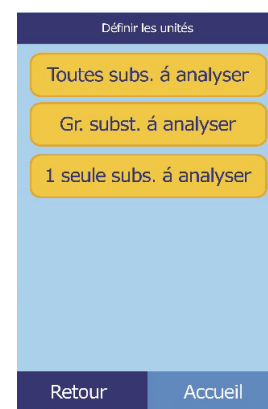 Définir les unités
Toutes subs. á analyser
Gr. subst. á analyser
1 seule subs. á analyser
Retour
Accueil